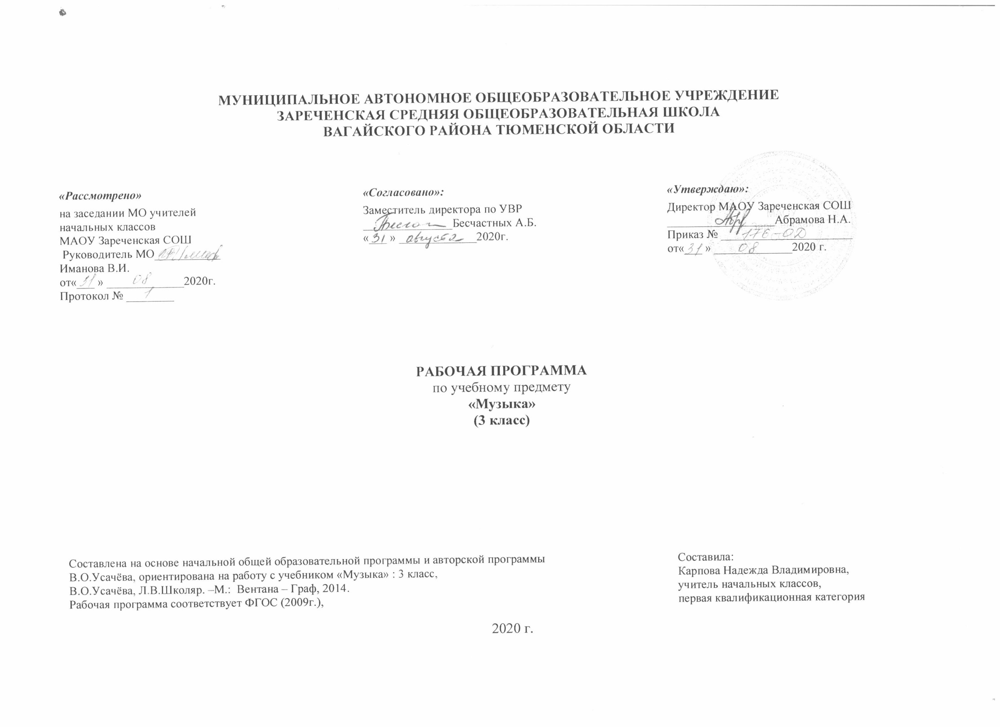 МУНИЦИПАЛЬНОЕ АВТОНОМНОЕ ОБЩЕОБРАЗОВАТЕЛЬНОЕ УЧРЕЖДЕНИЕ
ЗАРЕЧЕНСКАЯ СРЕДНЯЯ ОБЩЕОБРАЗОВАТЕЛЬНАЯ ШКОЛА
ВАГАЙСКОГО РАЙОНА ТЮМЕНСКОЙ ОБЛАСТИ
«Рассмотрено»
на заседании МО учителей
начальных классов
МАОУ Зареченская СОШ
Руководитель МО___________
Иманова В.И.
от« 31 » 08 2020г.
Протокол № 1
«Согласовано»:
Заместитель директора по УВР
_______________Бесчастных А.Б.
« 31 » августа 2020г.
«Утверждаю»:
Директор МАОУ Зареченская СОШ
__________________Абрамова Н.А.
Приказ № 176-ОД
от« 31 » 08 2020 г.
РАБОЧАЯ ПРОГРАММА
по учебному предмету
«Музыка»
(3 класс)
Составлена на основе начальной общей образовательной программы и авторской программы
В.О.Усачёва, ориентирована на работу с учебником «Музыка» : 3 класс,
В.О.Усачёва, Л.В.Школяр. –М.: Вентана – Граф, 2014.
Рабочая программа соответствует ФГОС (2009г.),
Составила:
Карпова Надежда Владимировна,
учитель начальных классов,
первая квалификационная категория
2020 г.